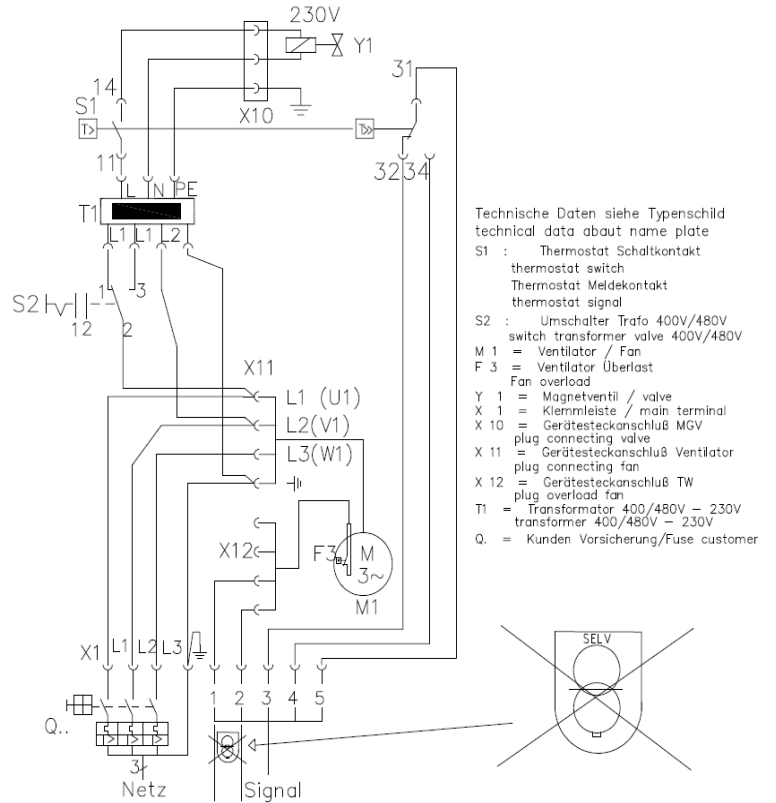 230V
Y1
14
S1
T>
X10
T>>
31
11
32 34
L N PE
T1
L1 L1 L2
S2
1 3
12 2
X11
L1 (U1)
L2(V1)
L3(W1)
X12
F3
M
3~
M1
X1 L1 L2 L3
1 2 3 4 5
Q..
3
Netz
Signal
Technische Daten siehe Typenschild
technical data abaut name plate
S1 : Thermostat Schaltkontakt
thermostat switch
Thermostat Meldekontakt
thermostat signal
S2 : Umschalter Trafo 400V/480V
switch transformer valve 400V/480V
M 1 = Ventilator / Fan
F 3 = Ventilator Überlast
Fan overload
Y 1 = Magnetventil / valve
X 1 = Klemmleiste / main terminal
X 10 = Gerätesteckanschluß MGV
plug connecting valve
X 11 = Gerätesteckanschluß Ventilator
plug connecting fan
X 12 = Gerätesteckanschluß TW
plug overload fan
T1 = Transformator 400/480V – 230V
transformer 400/480V – 230V
Q. = Kunden Vorsicherung/Fuse customer
SELV